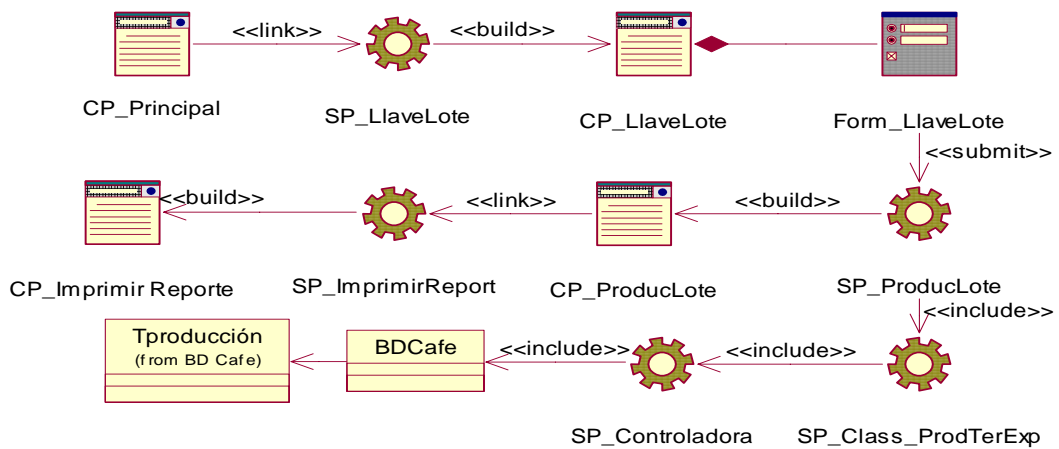 <<link>>
<<build>>
CP_Principal
SP_LlaveLote
CP_LlaveLote
Form_LlaveLote
<<submit>>
<<build>>
<<link>>
<<build>>
CP_Imprimir Reporte
SP_ImprimirReport
CP_ProducLote
SP_ProducLote
<<include>>
Tproducción
(from BD Cafe)
BDCafe
<<include>>
<<include>>
SP_Controladora
SP_Class_ProdTerExp